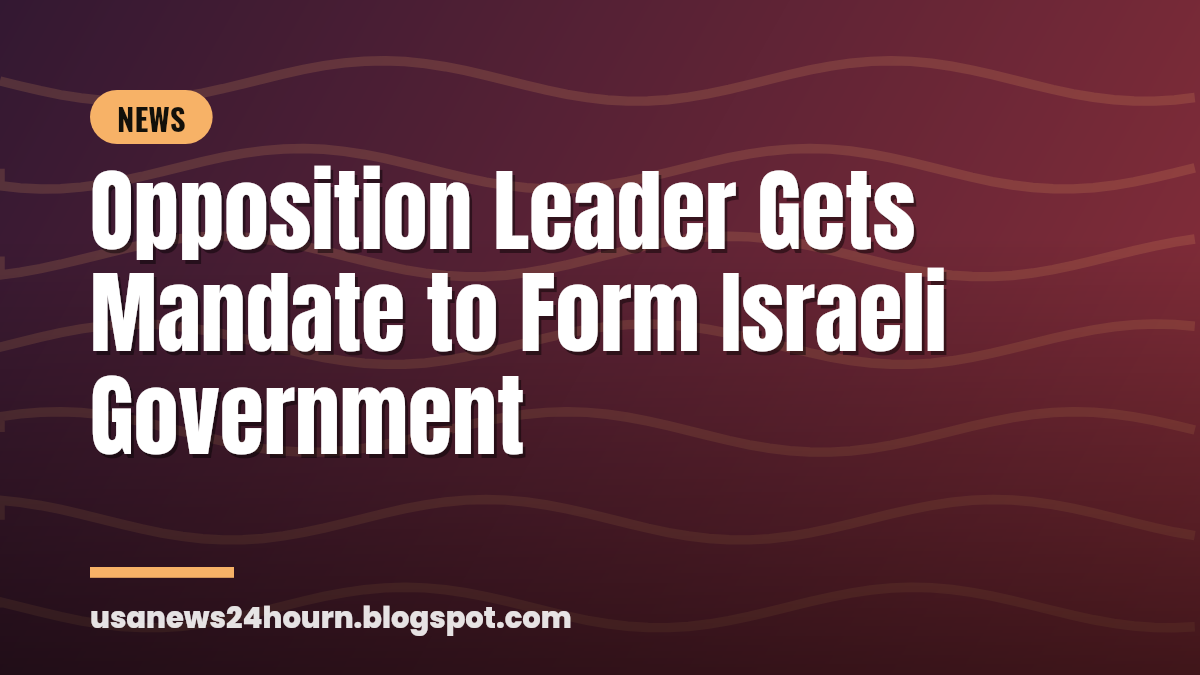 NEWS
Opposition Leader Gets
Mandate to Form Israeli
Government
usanews24hourn.blogspot.com